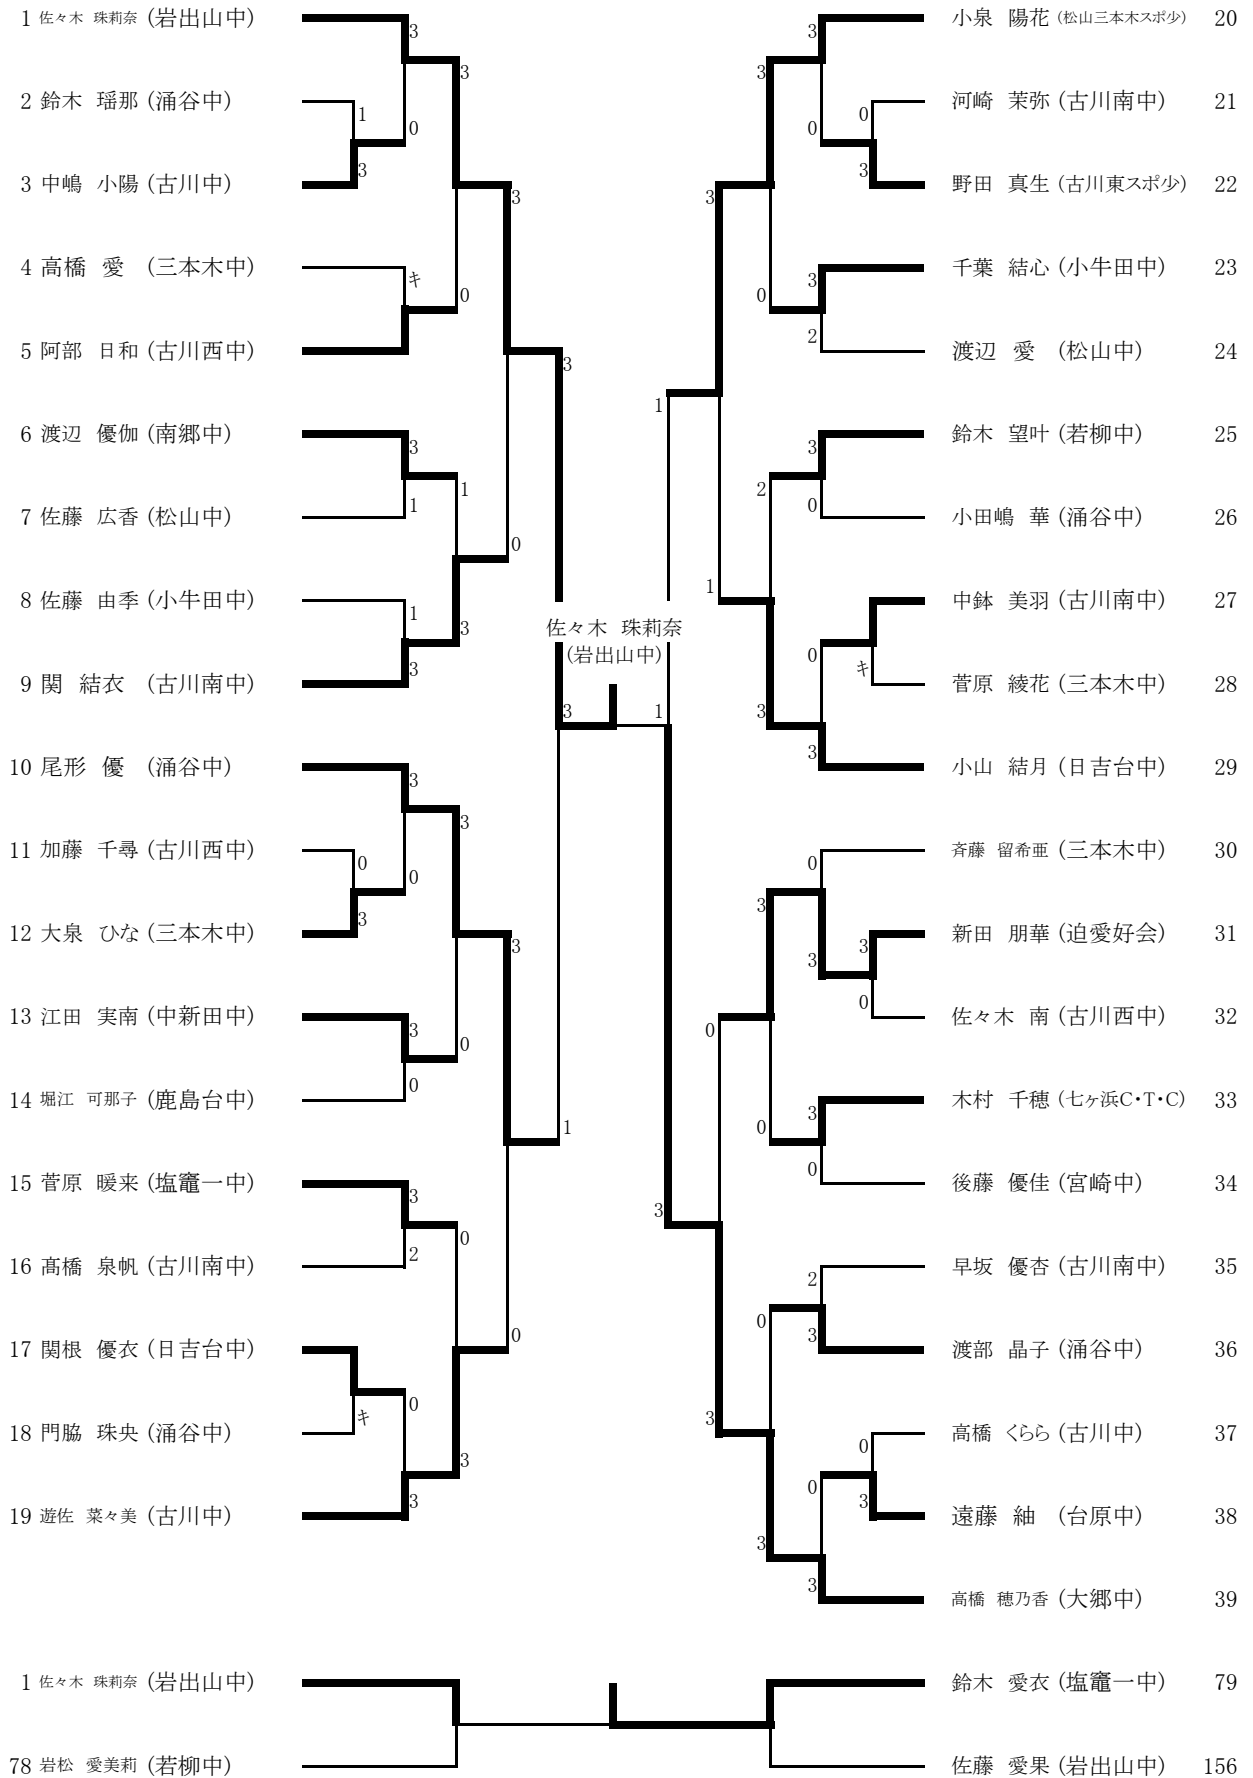 1 佐々木 珠莉奈 (岩出山中)
2 鈴木 瑶那 (涌谷中)
3 中嶋 小陽 (古川中)
4 高橋 愛 (三本木中)
5 阿部 日和 (古川西中)
6 渡辺 優伽 (南郷中)
7 佐藤 広香 (松山中)
8 佐藤 由季 (小牛田中)
9 関 結衣 (古川南中)
10 尾形 優 (涌谷中)
11 加藤 千尋 (古川西中)
12 大泉 ひな (三本木中)
13 江田 実南 (中新田中)
14 堀江 可那子 (鹿島台中)
15 菅原 暖来 (塩竈一中)
16 髙橋 泉帆 (古川南中)
17 関根 優衣 (日吉台中)
18 門脇 珠央 (涌谷中)
19 遊佐 菜々美 (古川中)
3
1
3
0
3
キ
0
3
3
1
1
1
3
3
0
3
3
0
3
0
3
3
0
0
3
3
2
0
キ
0
3
3
0
1
3
佐々木 珠莉奈
(岩出山中)
1
1
3
3
0
3
0
3
3
2
0
3
3
0
2
キ
0
3
3
1
0
3
0
3
3
3
0
0
0
2
3
0
0
3
0
3
3
3
小泉 陽花 (松山三本木スポ少) 20
河崎 茉弥 (古川南中) 21
野田 真生 (古川東スポ少) 22
千葉 結心 (小牛田中) 23
渡辺 愛 (松山中) 24
鈴木 望叶 (若柳中) 25
小田嶋 華 (涌谷中) 26
中鉢 美羽 (古川南中) 27
菅原 綾花 (三本木中) 28
小山 結月 (日吉台中) 29
斉藤 留希亜 (三本木中) 30
新田 朋華 (迫愛好会) 31
佐々木 南 (古川西中) 32
木村 千穂 (七ヶ浜C・T・C) 33
後藤 優佳 (宮崎中) 34
早坂 優杏 (古川南中) 35
渡部 晶子 (涌谷中) 36
高橋 くらら (古川中) 37
遠藤 紬 (台原中) 38
高橋 穂乃香 (大郷中) 39
1 佐々木 珠莉奈 (岩出山中)
78 岩松 愛美莉 (若柳中)
鈴木 愛衣 (塩竈一中) 79
佐藤 愛果 (岩出山中) 156